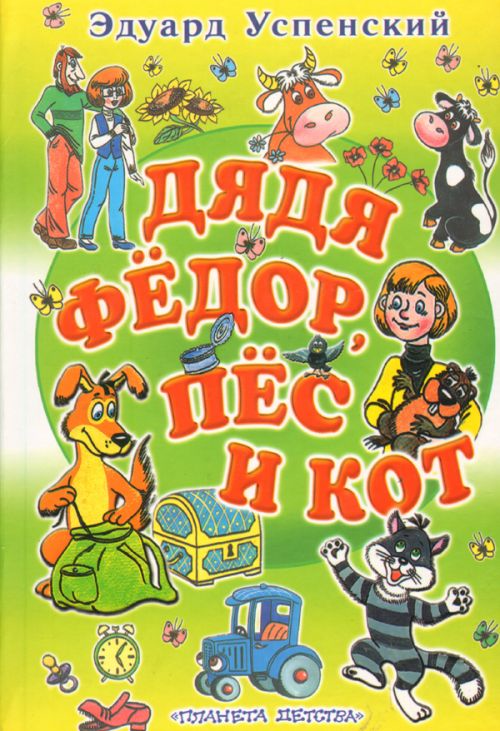 Эдуард Успенский
ДЯДЯ
ФЁДОР,
ПЁС
И КОТ
«ПЛАНЕТА ДЕТСТВА»